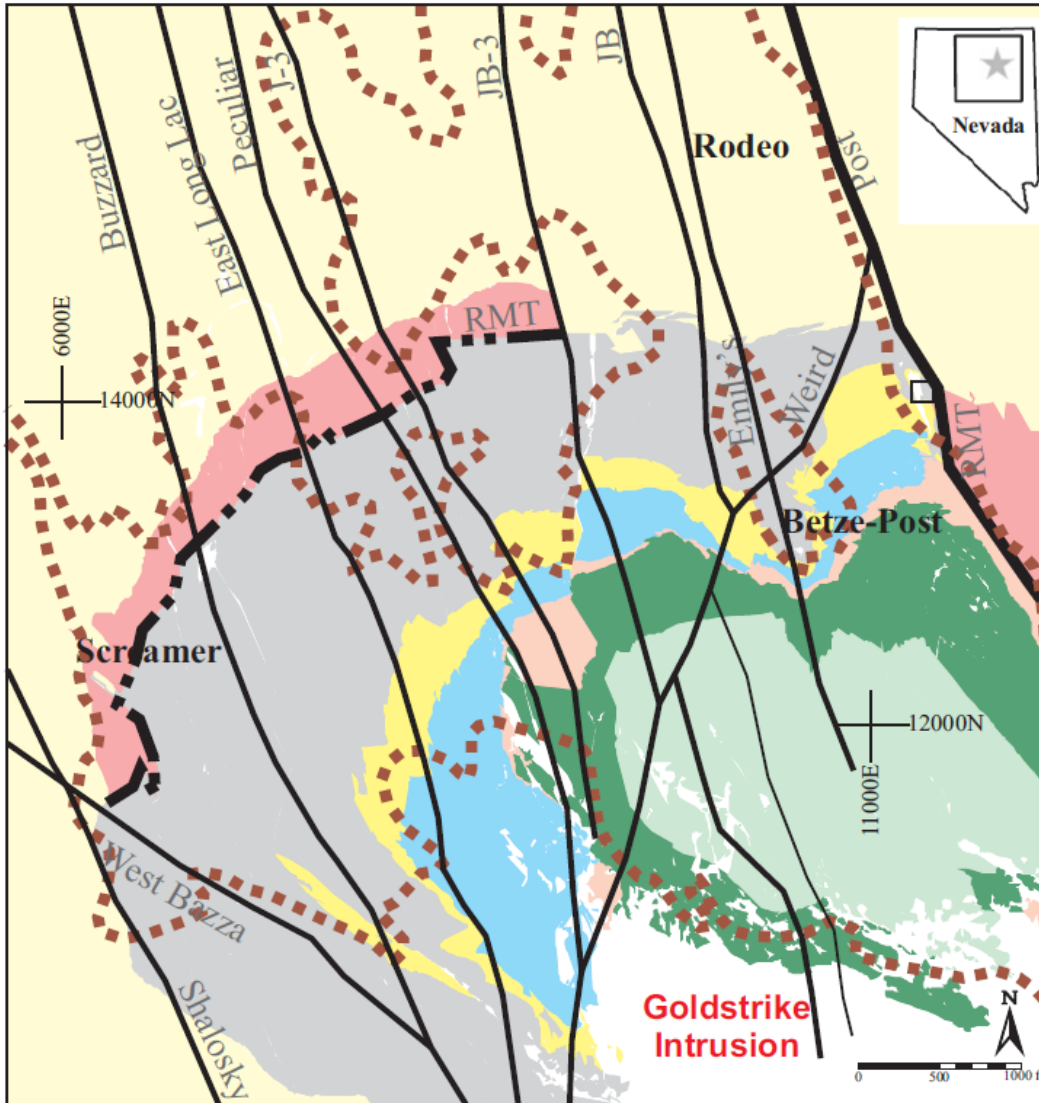 Buzzard
East Long Lac
Peculiar
J-3
JB-3
JB
Rodeo
Post
Nevada
6000E
14000N
RMT
Emily's
Weird
RMT
Betze-Post
Screamer
12000N
11000E
West Bazza
Shalosky
Goldstrike
Intrusion
N
0 500 1000 f